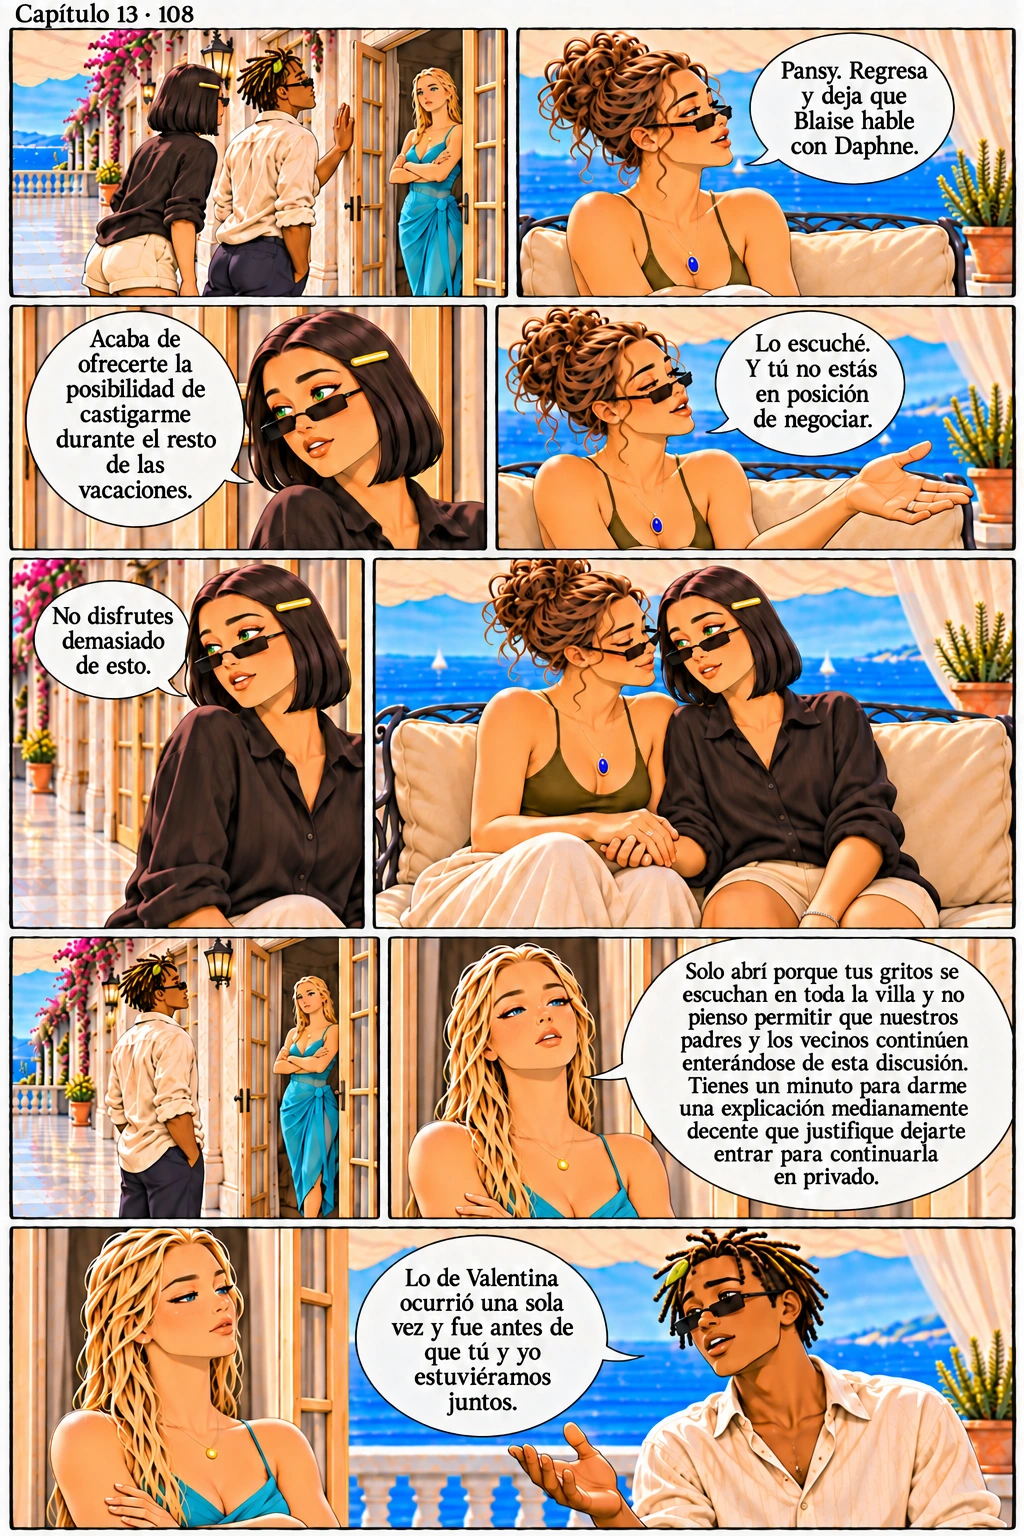 Capítulo 13 · 108
Pansy. Regresa
y deja que
Blaise hable
con Daphne.
Acaba de
ofrecerte la
posibilidad de
castigarme
durante el resto
de las
vacaciones.
Lo escuché.
Y tú no estás
en posición
de negociar.
No disfrutes
demasiado
de esto.
Solo abrí porque tus gritos se
escuchan en toda la villa y no
pienso permitir que nuestros
padres y los vecinos continúen
enterándose de esta discusión.
Tienes un minuto para darme
una explicación medianamente
decente que justifique dejarte
entrar para continuarla
en privado.
Lo de Valentina
ocurrió una sola
vez y fue antes de
que tú y yo
estuviéramos
juntos.